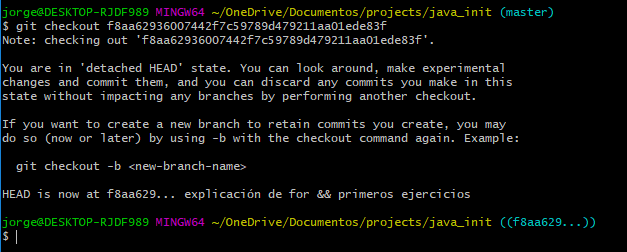 jorge@DESKTOP-RJDF989 MINGW64 ~/OneDrive/Documentos/projects/java_init (master)
$ git checkout f8aa62936007442f7c59789d479211aa01ede83f
Note: checking out 'f8aa62936007442f7c59789d479211aa01ede83f'.

You are in 'detached HEAD' state. You can look around, make experimental
changes and commit them, and you can discard any commits you make in this
state without impacting any branches by performing another checkout.

If you want to create a new branch to retain commits you create, you may
do so (now or later) by using -b with the checkout command again. Example:

  git checkout -b <new-branch-name>

HEAD is now at f8aa629... explicación de for && primeros ejercicios

jorge@DESKTOP-RJDF989 MINGW64 ~/OneDrive/Documentos/projects/java_init ((f8aa629...))
$